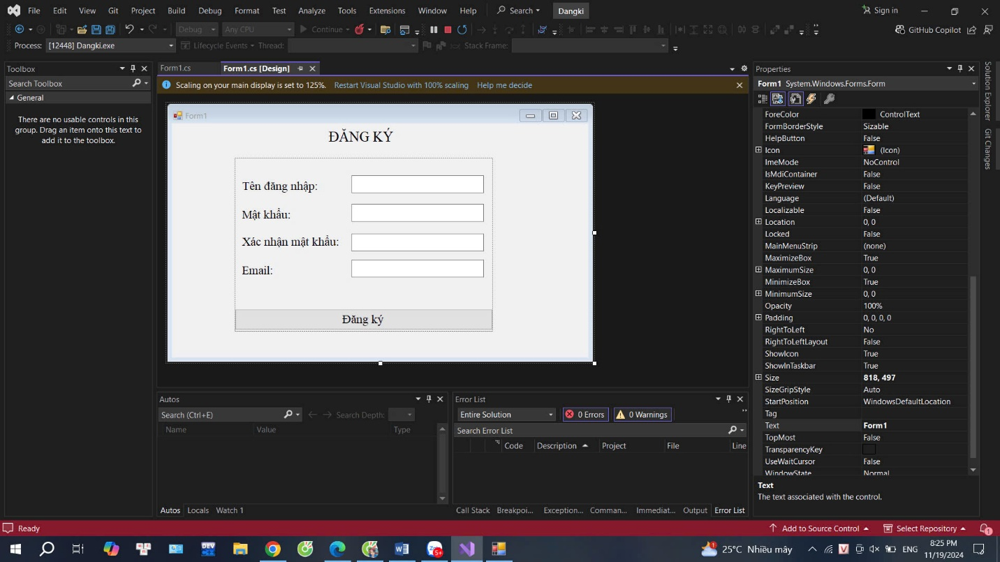 File Edit View Git Project Build Debug Format Test Analyze Tools Extensions Window Help Search Dangki Sign in
Debug Any CPU Continue GitHub Copilot
Process: [12448] Dangki.exe Lifecycle Events Thread: Stack Frame:
Toolbox
Search Toolbox
General
There are no usable controls in this
group. Drag an item onto this text to
add it to the toolbox.
Form1.cs Form1.cs [Design]
Scaling on your main display is set to 125%. Restart Visual Studio with 100% scaling Help me decide
Form1
ĐĂNG KÝ
Tên đăng nhập:
Mật khẩu:
Xác nhận mật khẩu:
Email:
Đăng ký
Autos
Search (Ctrl+E) Search Depth:
Name Value Type
Autos Locals Watch 1
Error List
Entire Solution 0 Errors 0 Warnings
Search Error List
Code Description Project File Line
Call Stack Breakpoi... Exception... Comman... Immediat... Output Error List
Properties
Form1 System.Windows.Forms.Form
ForeColor ControlText
FormBorderStyle Sizable
HelpButton False
Icon (Icon)
ImeMode NoControl
IsMdiContainer False
KeyPreview False
Language (Default)
Localizable False
Location 0, 0
Locked False
MainMenuStrip (none)
MaximizeBox True
MaximumSize 0, 0
MinimizeBox True
MinimumSize 0, 0
Opacity 100%
Padding 0, 0, 0, 0
RightToLeft No
RightToLeftLayout False
ShowIcon True
ShowInTaskbar True
Size 818, 497
SizeGripStyle Auto
StartPosition WindowsDefaultLocation
Tag
Text Form1
TopMost False
TransparencyKey
UseWaitCursor False
WindowState Normal
Text
The text associated with the control.
Solution Explorer
Git Changes
Ready Add to Source Control Select Repository 1
DEV 5+ 25°C Nhiều mây V ENG 8:25 PM
11/19/2024